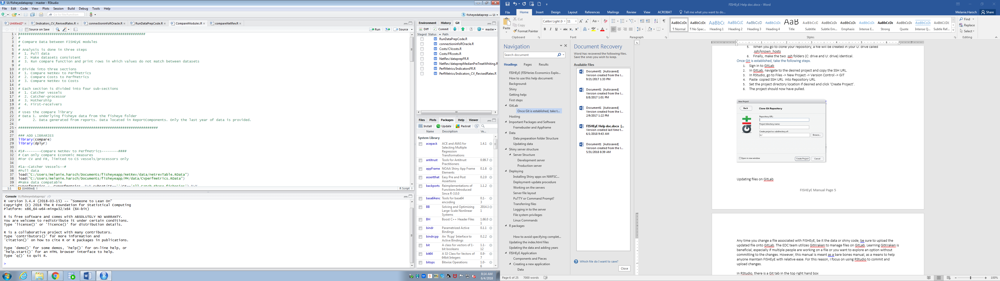 U:/fisheyedataprep - master - RStudio
File Edit Code View Plots Session Build Debug Tools Help
Go to file/function
fisheyedataprep — U:
Untitled2* Indicators_CV_RevisedRates.R connectioninfoROracle.R RunDataPrepCode.R CompareModules.R compareNetRev.R
Source on Save Run Source
1 ##############################################################
2 #
3 # Compare Data between FISHEyE modules
4 #
5 # Analysis is done in three steps
6 #  1. Pull data
7 #  2. Make datasets consistent
8 #  3. Run compare function and print rows in which values do not match between datasets
9 #
10 # Divide into three sections
11 #  1. Compare NetRev to PerfMetrics
12 #  2. Compare Costs to PerfMetrics
13 #  3. Compare NetRev to Costs
14 #
15 # Each section is divided into four sub-sections
16 #  1. Catcher vessels
17 #  2. Catcher-processor
18 #  3. Mothership
19 #  4. First-receivers
20 #
21 # Uses the compare library
22 # Data 1. underlying fisheye data from the fisheye folder
23 #      2. Data generated from reports. Data located in ReportComponents. Only the last year of data is provided.
24
25 ####################################################################
26
27 ### ADD LIBRARIES
28 library(compare)
29 library(dplyr)
30
31 #1#--------Compare NetRev to PerfMetrics--------####
32 # Can only compare Economic measures
33 #For CV and FR, limited to CS vessels/processors only
34
35 #1a--Catcher Vessels--#
36 #Pull data
37 load("C:/Users/melanie.harsch/Documents/fisheyeapp/NetRev/data/netrevTable.RData")
38 load("C:/Users/melanie.harsch/Documents/fisheyeapp/PM/data/CVperfmetrics.RData")
39 #Make data compatable
1:1 (Untitled) R Script
Console U:/fisheyedataprep/
R version 3.4.4 (2018-03-15) -- "Someone to Lean On"
Copyright (C) 2018 The R Foundation for Statistical Computing
Platform: x86_64-w64-mingw32/x64 (64-bit)
R is free software and comes with ABSOLUTELY NO WARRANTY.
You are welcome to redistribute it under certain conditions.
Type 'license()' or 'licence()' for distribution details.
R is a collaborative project with many contributors.
Type 'contributors()' for more information and
'citation()' on how to cite R or R packages in publications.
Type 'demo()' for some demos, 'help()' for on-line help, or
'help.start()' for an HTML browser interface to help.
Type 'q()' to quit R.
>
Environment History Git
Diff Commit master
Staged Status Path
M RunDataPrepCode.R
M connectioninfoROracle.R
M Costs/CVcosts.R
M Costs/FRcosts.R
M NetRev/dataprepFR.R
M NetRev/dataprepMedianPreTreatWhiting.R
M PerfMetrics/IndicatorsFR.R
M PerfMetrics/Indicators_CV_RevisedRates.R
Files Plots Packages Help Viewer
Install Update Packrat
Name Description Ve...
System Library
acepack ACE and AVAS for 1.4.1
Selecting Multiple
Regression
Transformations
antitrust Tools for Antitrust 0.99.7
Practitioners
appFrame NOAA Shiny App Frame 0.1.6
Elements
assertthat Easy Pre and Post 0.2.0
Assertions
backports Reimplementations of 1.1.2
Functions Introduced
Since R-3.0.0
base64enc Tools for base64 0.1-
encoding 3
BB Solving and Optimizing 2014.1
Large-Scale Nonlinear 1
Systems
BH Boost C++ Header Files 1.66.0
1
bindr Parametrized Active 0.1.1
Bindings
bindrcpp An 'Rcpp' Interface to 0.2.2
Active Bindings
bit A class for vectors of 1- 1.1-
bit booleans 12
bit64 A S3 Class for Vectors of 0.9-
64bit Integers 7
bitops Bitwise Operations 1.0-
6
8:14 AM
6/4/2018
FISHEyE Help doc.docx - Word
File Home Insert Design Layout References Mailings Review View ACROBAT Tell me what you want to do...
Melanie.Harsch Share
Paste
Cut
Copy
Format Painter
Calibri Light (H 11
AaBbCcDc AaBbCcDc AaBbCc AaBbCcD AaBbCcD AaBbCcD AaB AaBbCcD AaBbCcDc AaBbCcDc AaBbCcDc AaBbCcDc AaBbCcDc AaBbCcDc AaBbCcDc
¶ Normal ¶ No Spac... Heading 1 Heading 2 Heading 3 Heading 4 Title Subtitle Subtle Em... Emphasis Intense E... Strong Quote Intense Q... Subtle Ref...
Find
Replace
Select
Clipboard Font Paragraph Styles Editing
Navigation
Search document
Headings Pages Results
FISHEyE (FISHeries Economics Explo...
How to use this help document:
Background:
Shiny
Getting help:
First steps
GitLab
Once Git is established, take t...
Hosting
Important Packages and Software
Framebuster and Appframe
Data
Data preparation folder Structure
Updating data
Shiny server structure
Server Structure
Development server
Production server
Deploying
Installing Shiny apps on NWFSC...
Deployment-update procedure
Working on the servers
Server file layout
PuTTY or Command Prompt?
Transferring files
Logging in to the server
File system privileges
Linux Commands
R packages
How to avoid specifying complet...
Updating the index.html files
Updating the data and adding years
FISHEyE Application
Components and Pieces
Creating a new application
Data
Document Recovery
Word has recovered the following files.
Save the ones you wish to keep.
Available Files
Document1 [Autosaved]
Version created from the l...
9/21/2017 1:33 PM
Document1 [Autosaved]
Version created from the l...
8/8/2017 1:01 PM
Document1 [Autosaved]
Version created from the l...
2/9/2017 1:22 PM
FISHEyE Help doc.docx [...
Version created last time t...
6/1/2018 9:43 AM
Document1 [Autosaved]
Version created from the l...
5/31/2018 8:39 AM
Which file do I want to save?
Close
5. When you go to clone your repository, a file will be created in your U: drive called
.ssh/known_hosts
6. Finally, make the two .ssh folders (C: drive and U: drive) identical.
Once Git is established, take the following steps.
1. Sign in to GitLab
2. In GitLab, navigate to the desired project and copy the SSH URL.
3. In RStudio, go to Files -> New Project -> Version Control -> GIT
4. Paste copied SSH URL into Repository URL
5. Set the project directory location if desired and click ‘Create Project’.
6. The project should now have pulled.
New Project
Back Clone Git Repository
Repository URL:
Project directory name:
Create project as subdirectory of:
U:/ Browse...
Open in new window Create Project Cancel
Updating files on GitLab
FISHEyE Manual Page 5
Any time you change a file associated with FISHEyE, be it the data or shiny code, be sure to upload the
updated file onto GitLab. The EDC team utilizes GitKraken to manage files on GitLab. Learning GitKraken is
beneficial, especially if multiple people are working on a file or you want to explore an option without
committing to the changes. However, this manual is meant as a bare bones manual, as a means to help
anyone maintain FISHEyE with relative ease. For this reason, I focus on using RStudio to commit and
upload changes.
In RStudio, there is a Git tab in the top right hand box
Page 6 of 25 7000 words 100%